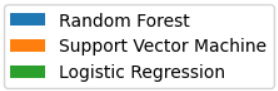 Random Forest
Support Vector Machine
Logistic Regression